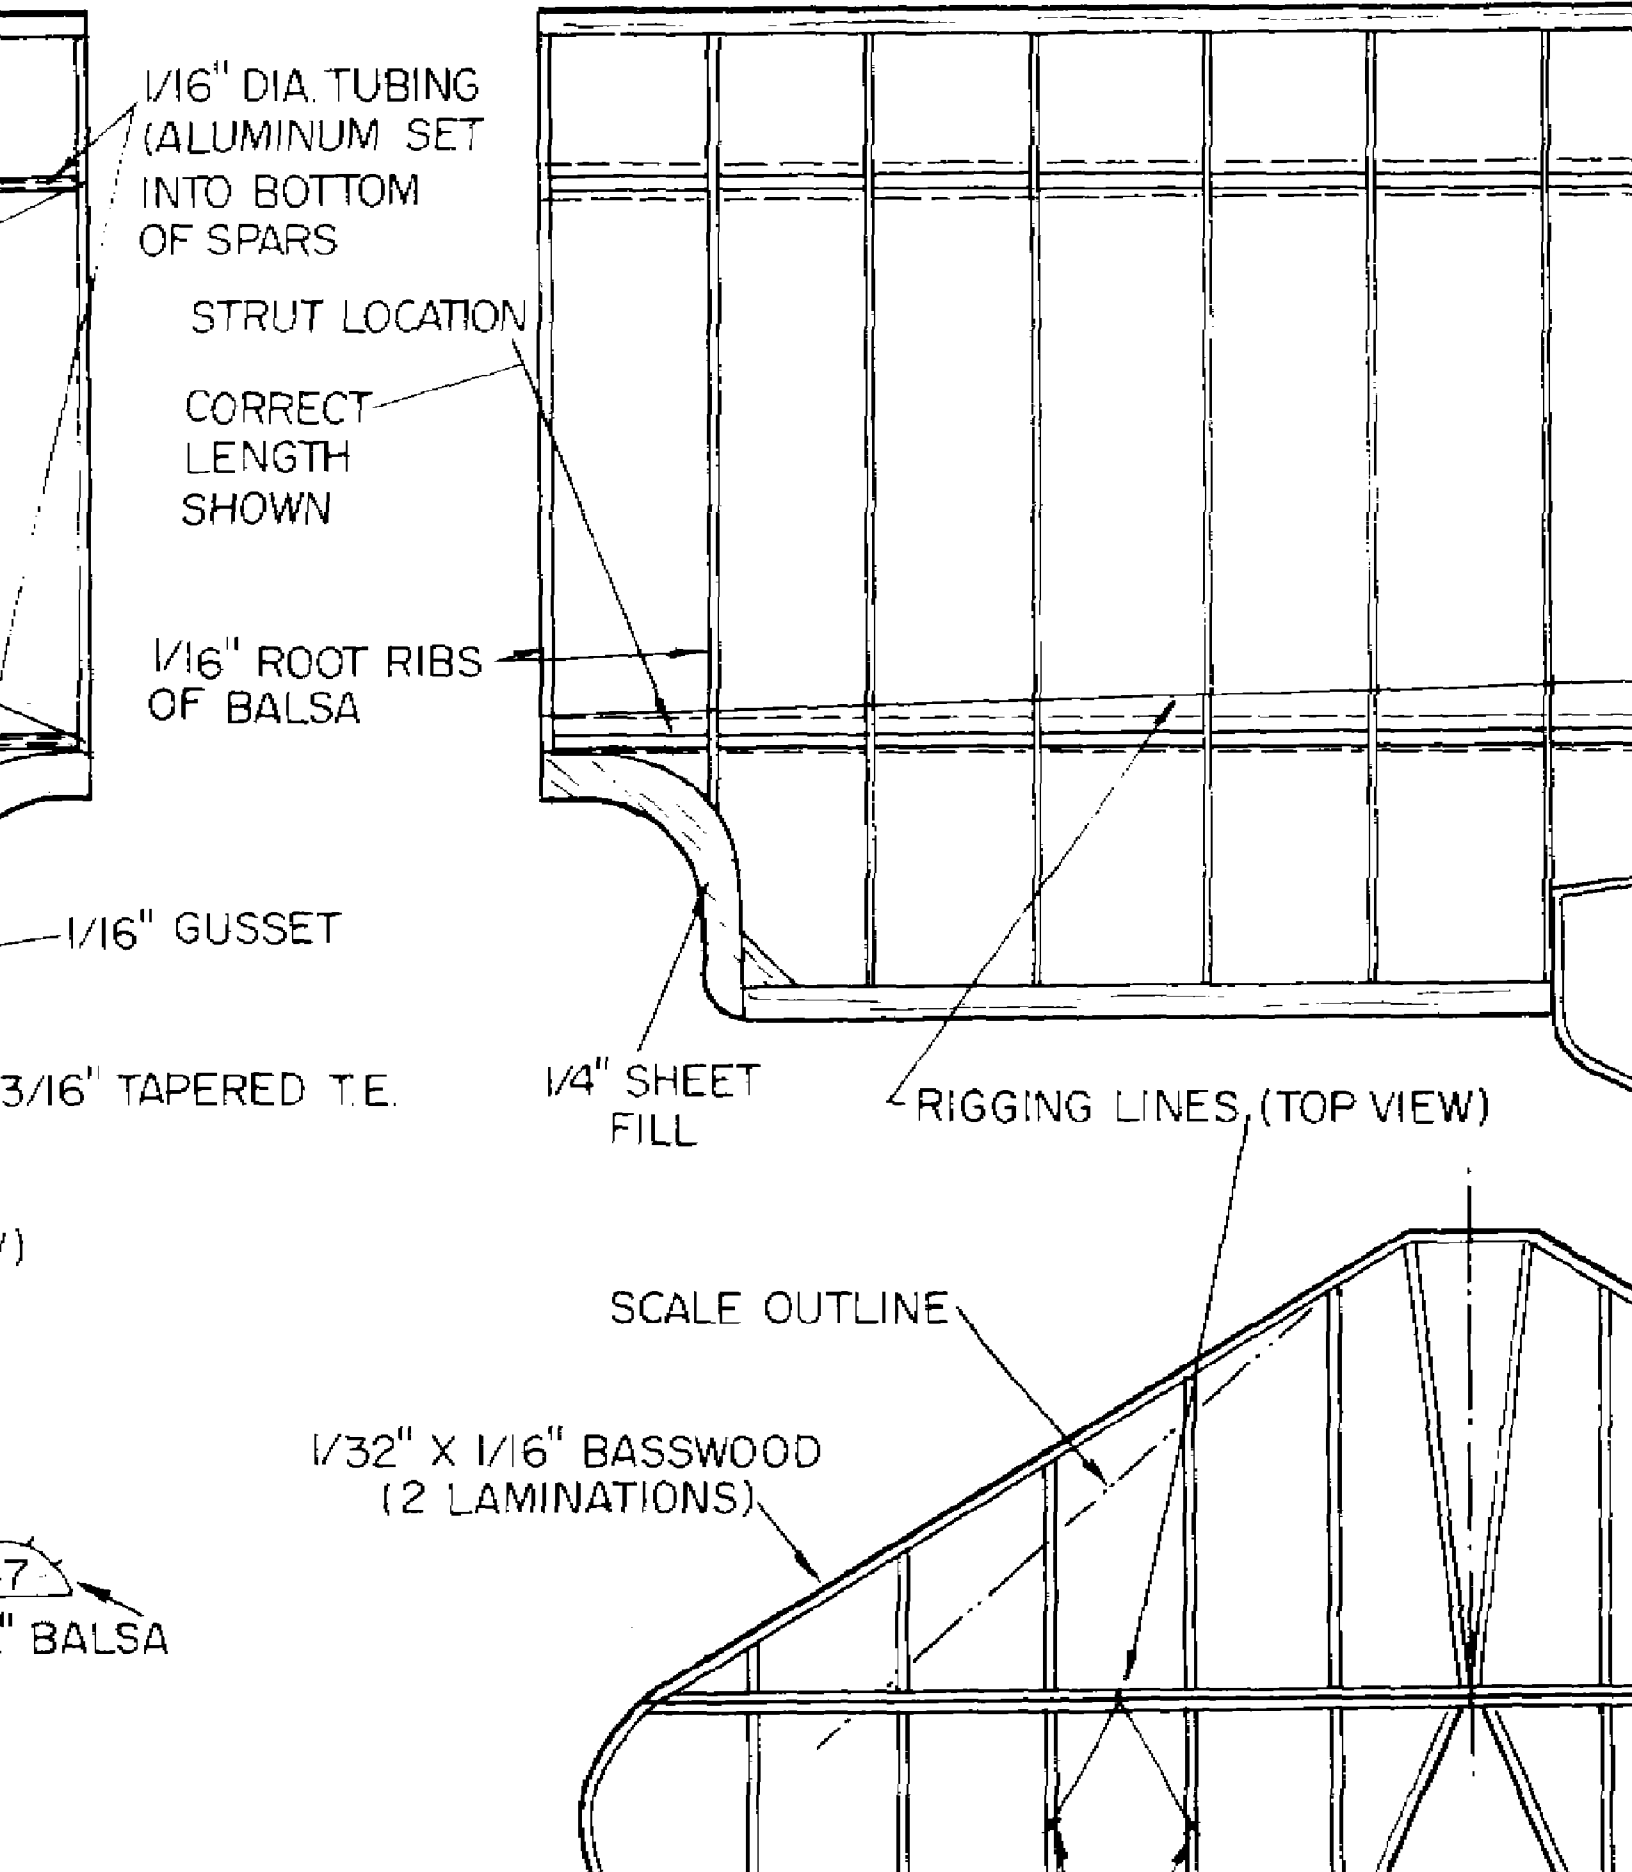 1/16" DIA. TUBING
(ALUMINUM SET
INTO BOTTOM
OF SPARS
STRUT LOCATION
CORRECT
LENGTH
SHOWN
1/16" ROOT RIBS
OF BALSA
1/16" GUSSET
3/16" TAPERED T.E.
1/4" SHEET
FILL
RIGGING LINES, (TOP VIEW)
SCALE OUTLINE
1/32" X 1/16" BASSWOOD
(2 LAMINATIONS)
7
" BALSA